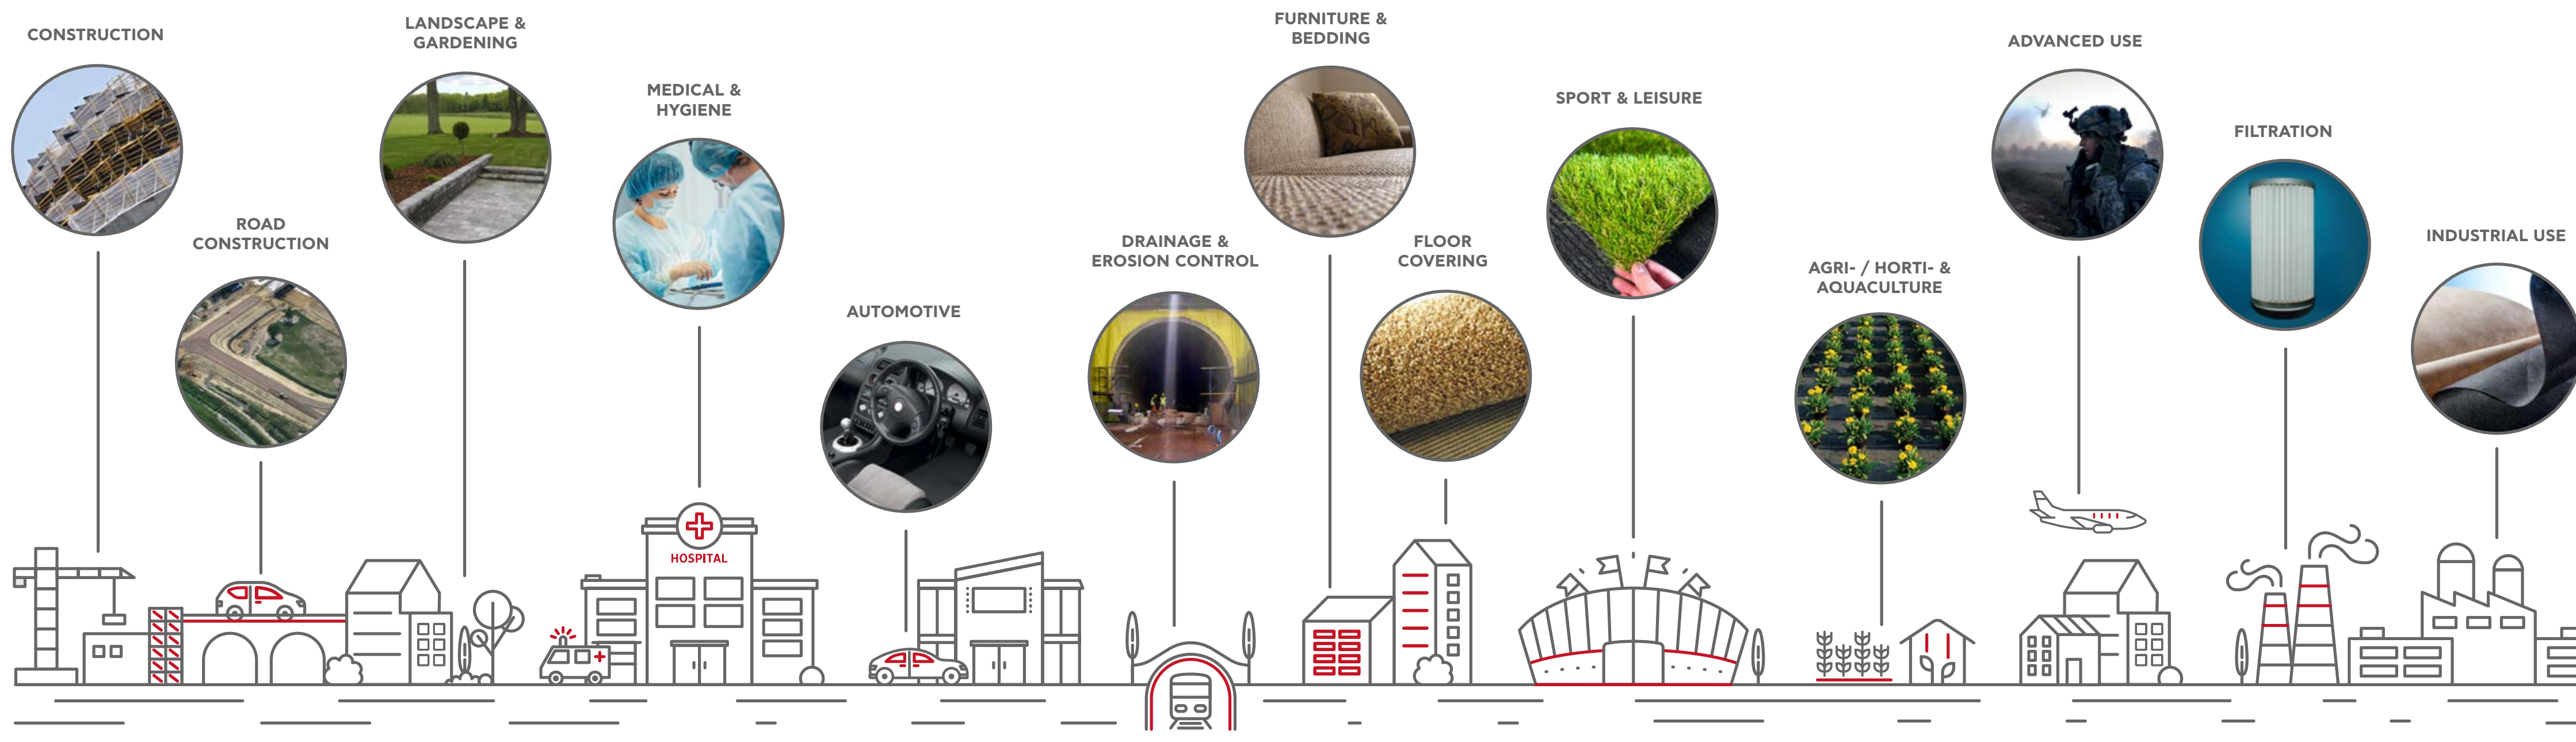 CONSTRUCTION
ROAD
CONSTRUCTION
LANDSCAPE &
GARDENING
MEDICAL &
HYGIENE
HOSPITAL
AUTOMOTIVE
DRAINAGE &
EROSION CONTROL
FURNITURE &
BEDDING
FLOOR
COVERING
SPORT & LEISURE
AGRI- / HORTI- &
AQUACULTURE
ADVANCED USE
FILTRATION
INDUSTRIAL USE